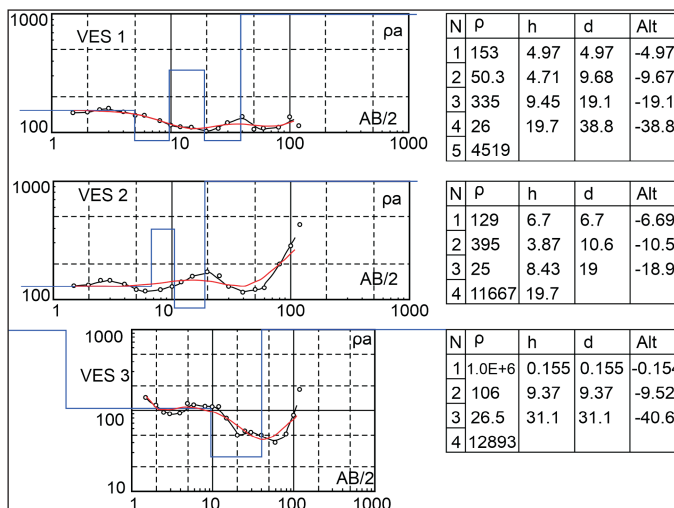 1000
VES 1
ρa
100
AB/2
1 10 100 1000
N ρ h d Alt
1 153 4.97 4.97 -4.97
2 50.3 4.71 9.68 -9.67
3 335 9.45 19.1 -19.1
4 26 19.7 38.8 -38.8
5 4519
1000
VES 2
ρa
100
AB/2
1 10 100 1000
N ρ h d Alt
1 129 6.7 6.7 -6.69
2 395 3.87 10.6 -10.5
3 25 8.43 19 -18.9
4 11667 19.7
1000
ρa
VES 3
100
10
AB/2
1 10 100 1000
N ρ h d Alt
1 1.0E+6 0.155 0.155 -0.154
2 106 9.37 9.37 -9.52
3 26.5 31.1 31.1 -40.6
4 12893